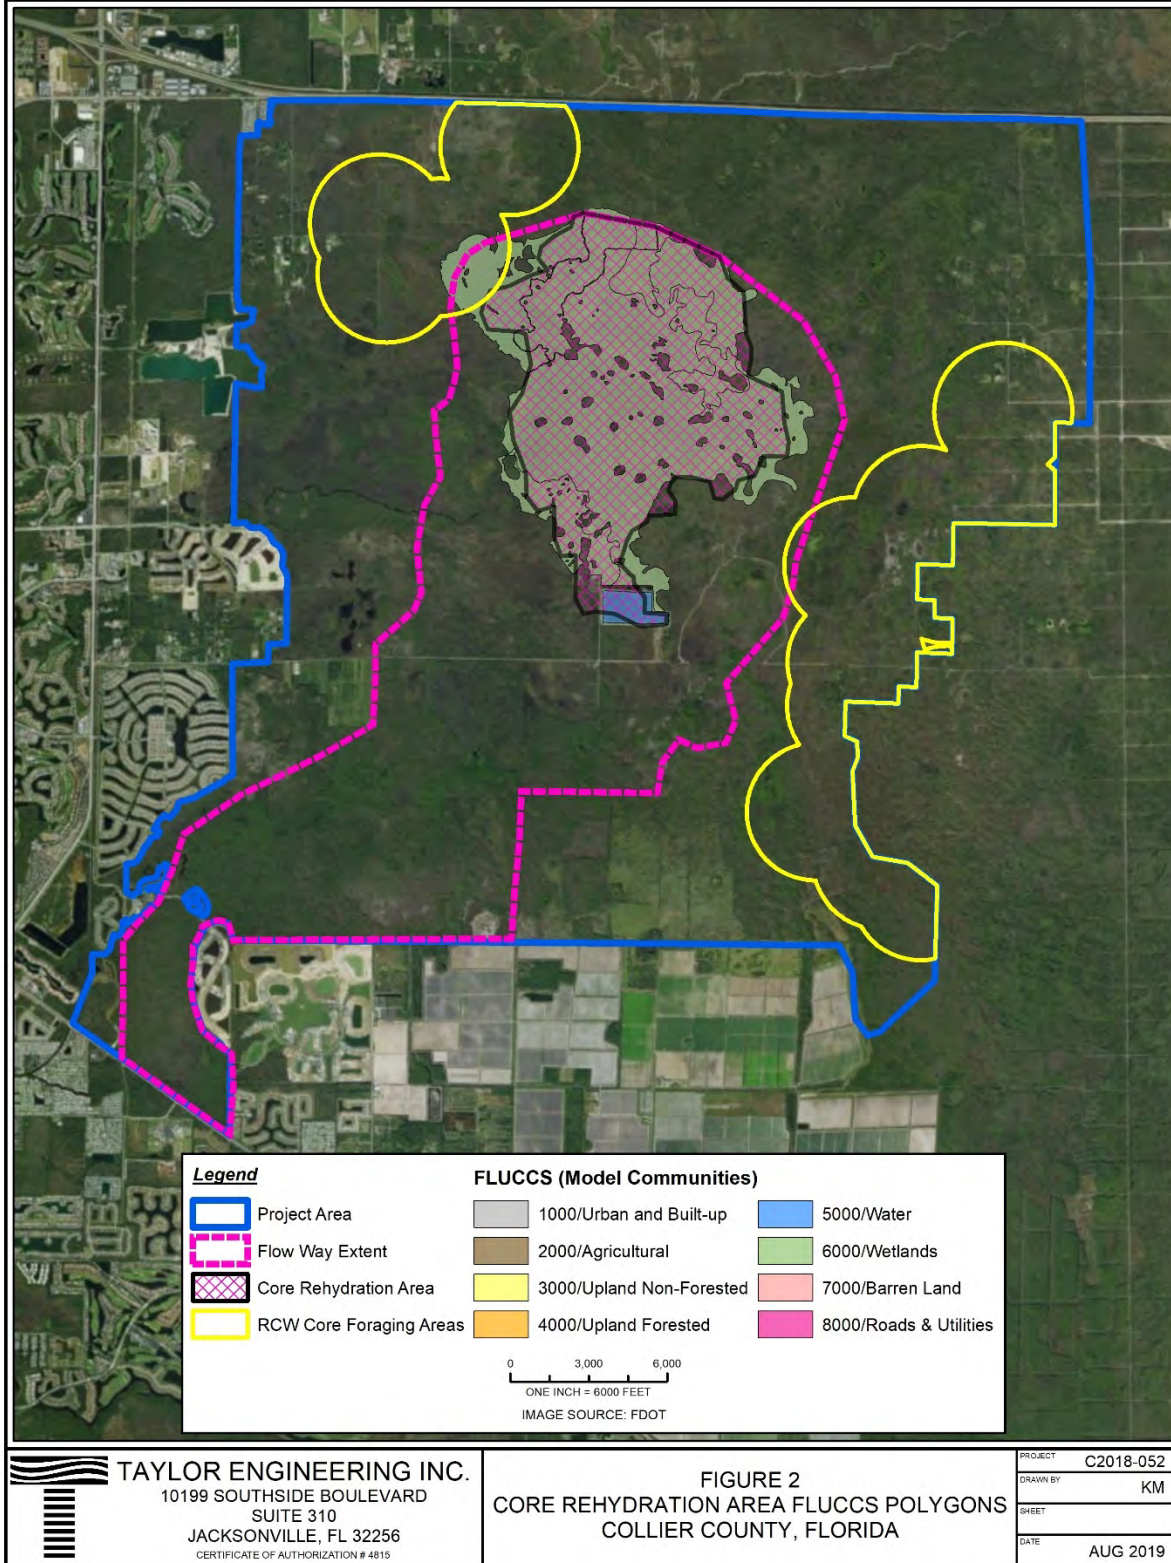 Legend
Project Area
Flow Way Extent
Core Rehydration Area
RCW Core Foraging Areas
FLUCCS (Model Communities)
1000/Urban and Built-up
2000/Agricultural
3000/Upland Non-Forested
4000/Upland Forested
5000/Water
6000/Wetlands
7000/Barren Land
8000/Roads & Utilities
0 3,000 6,000
ONE INCH = 6000 FEET
IMAGE SOURCE: FDOT
TAYLOR ENGINEERING INC.
10199 SOUTHSIDE BOULEVARD
SUITE 310
JACKSONVILLE, FL 32256
CERTIFICATE OF AUTHORIZATION # 4815
FIGURE 2
CORE REHYDRATION AREA FLUCCS POLYGONS
COLLIER COUNTY, FLORIDA
PROJECT C2018-052
DRAWN BY KM
SHEET
DATE AUG 2019